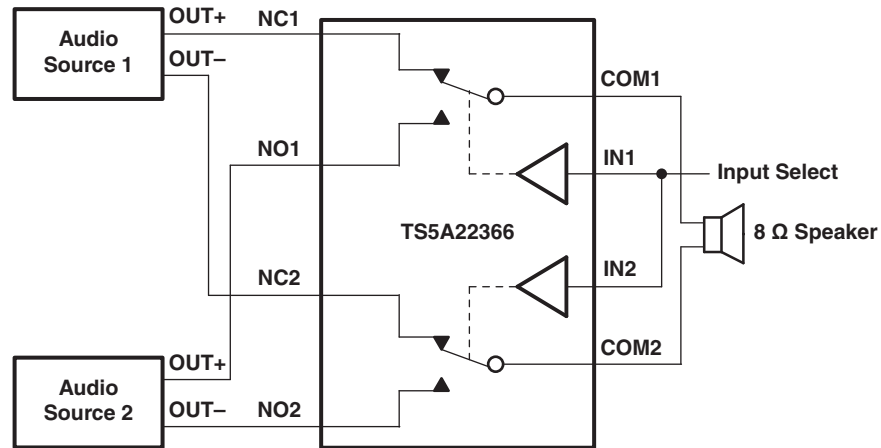 OUT+
NC1
Audio
Source 1
OUT–
COM1
NO1
IN1
Input Select
TS5A22366
8 Ω Speaker
NC2
IN2
COM2
OUT+
Audio
Source 2
OUT–
NO2